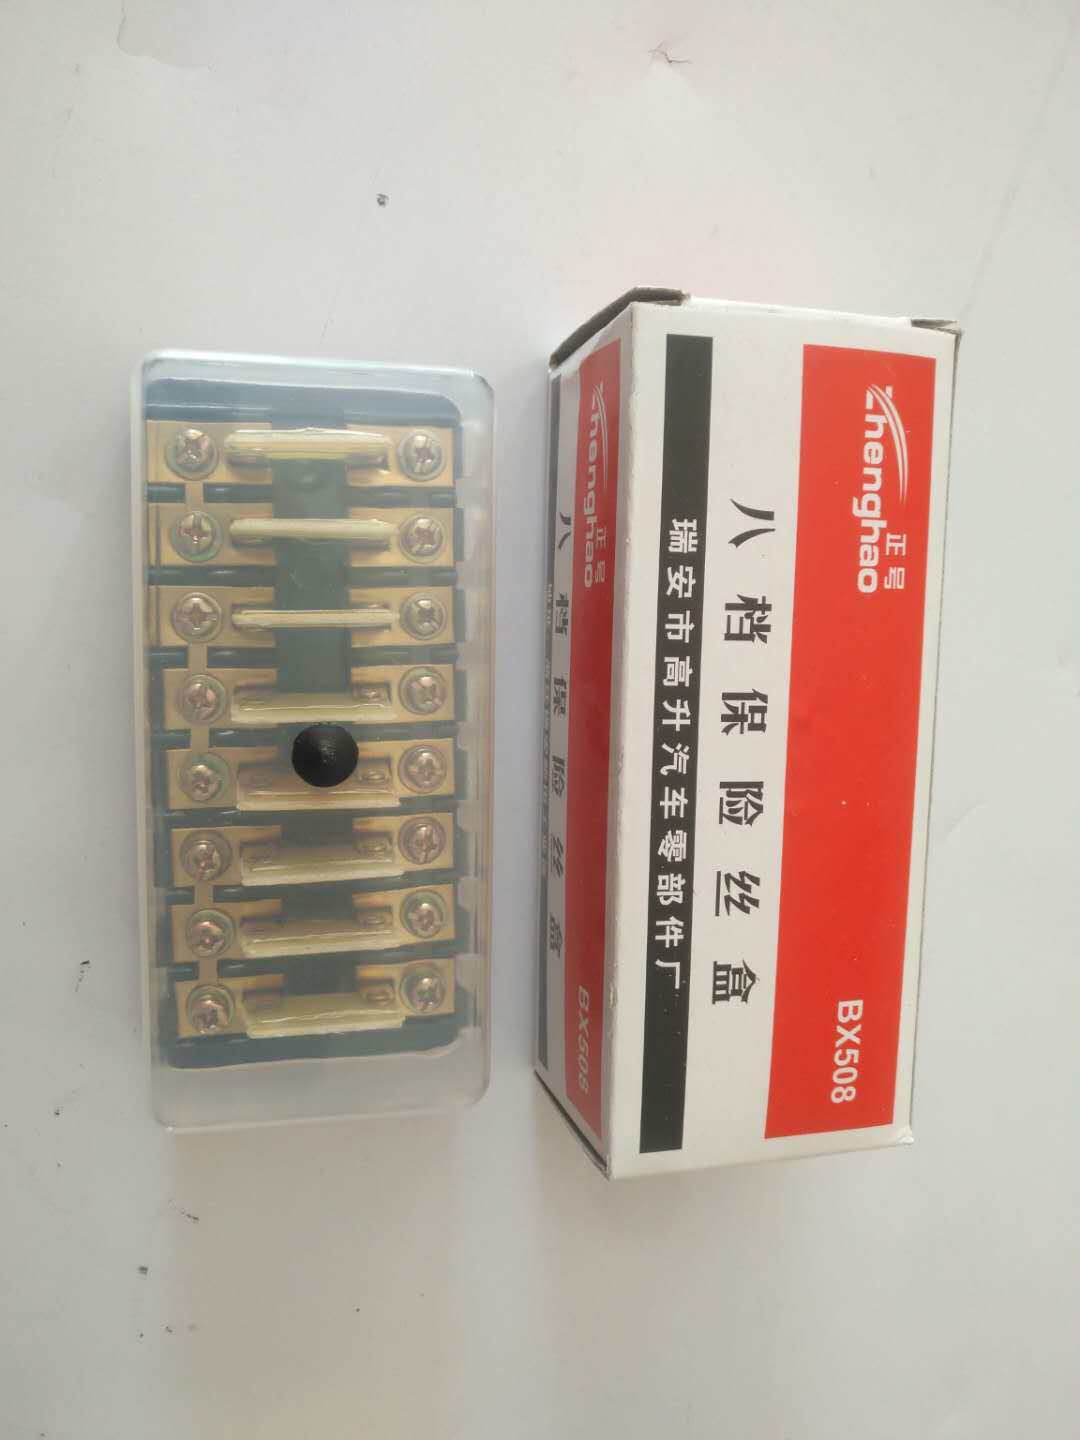 Zhenghao
正号
BX508
八档保险丝盒
瑞安市高升汽车零部件厂
Zhenghao
正号
BX508
八档保险丝盒